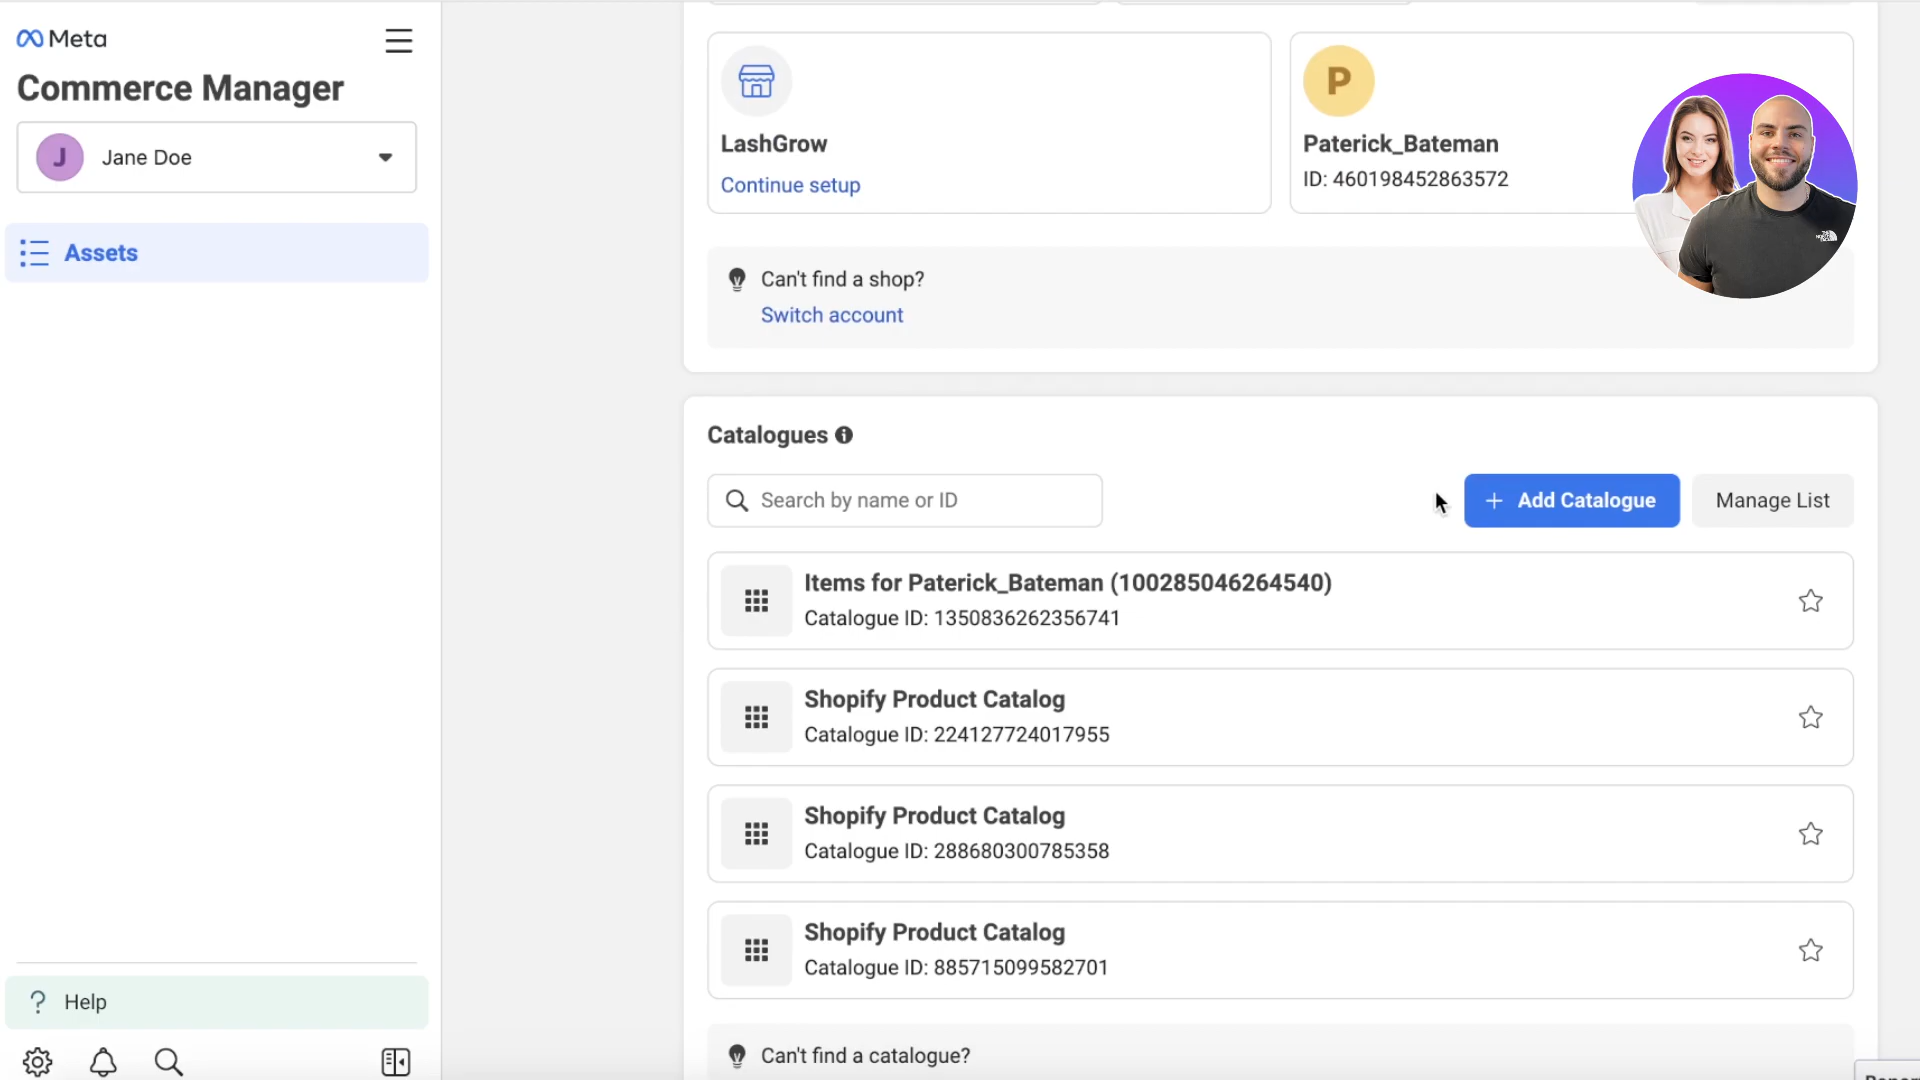 Meta
Commerce Manager
J
Jane Doe
Assets
Help
LashGrow
Continue setup
P
Paterick_Bateman
ID: 460198452863572
Can't find a shop?
Switch account
Catalogues
Search by name or ID
+ Add Catalogue
Manage List
Items for Paterick_Bateman (100285046264540)
Catalogue ID: 1350836262356741
Shopify Product Catalog
Catalogue ID: 224127724017955
Shopify Product Catalog
Catalogue ID: 288680300785358
Shopify Product Catalog
Catalogue ID: 885715099582701
Can't find a catalogue?